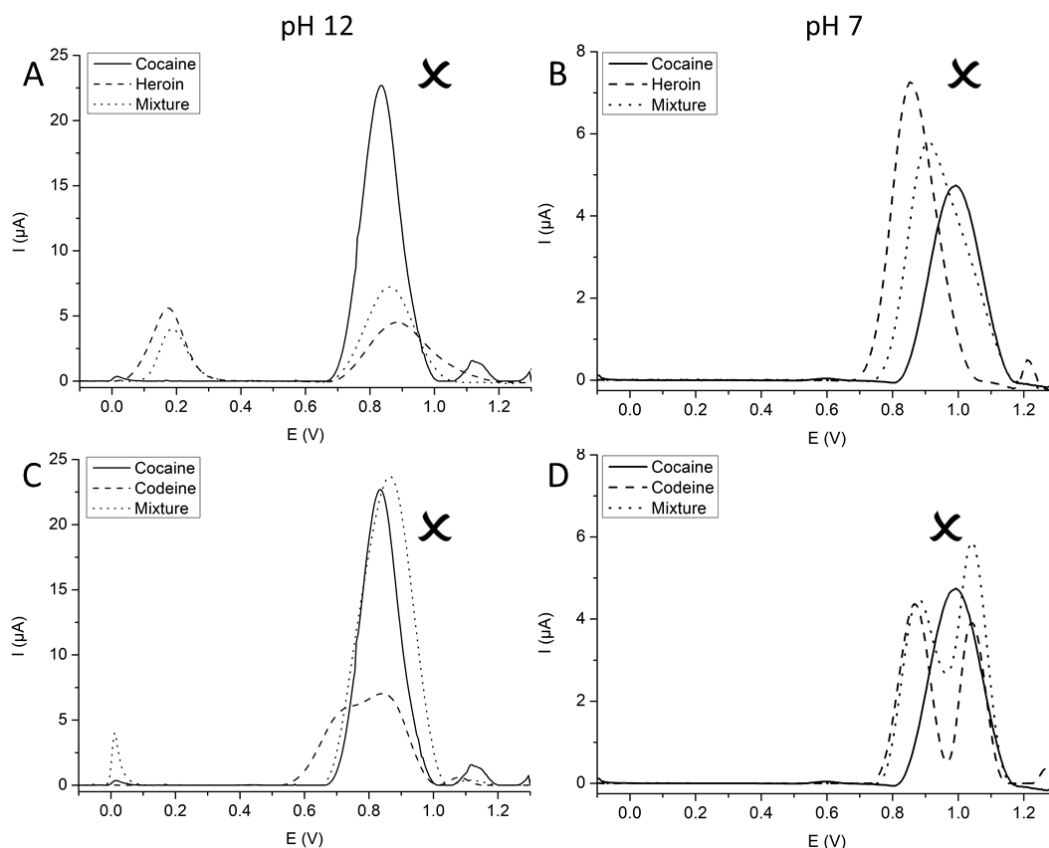 pH 12
pH 7
A
25
20
15
10
5
0
I (µA)
Cocaine
Heroin
Mixture
0.0 0.2 0.4 0.6 0.8 1.0 1.2
E (V)
B
8
6
4
2
0
I (µA)
Cocaine
Heroin
Mixture
0.0 0.2 0.4 0.6 0.8 1.0 1.2
E (V)
C
25
20
15
10
5
0
I (µA)
Cocaine
Codeine
Mixture
0.0 0.2 0.4 0.6 0.8 1.0 1.2
E (V)
D
8
6
4
2
0
I (µA)
Cocaine
Codeine
Mixture
0.0 0.2 0.4 0.6 0.8 1.0 1.2
E (V)